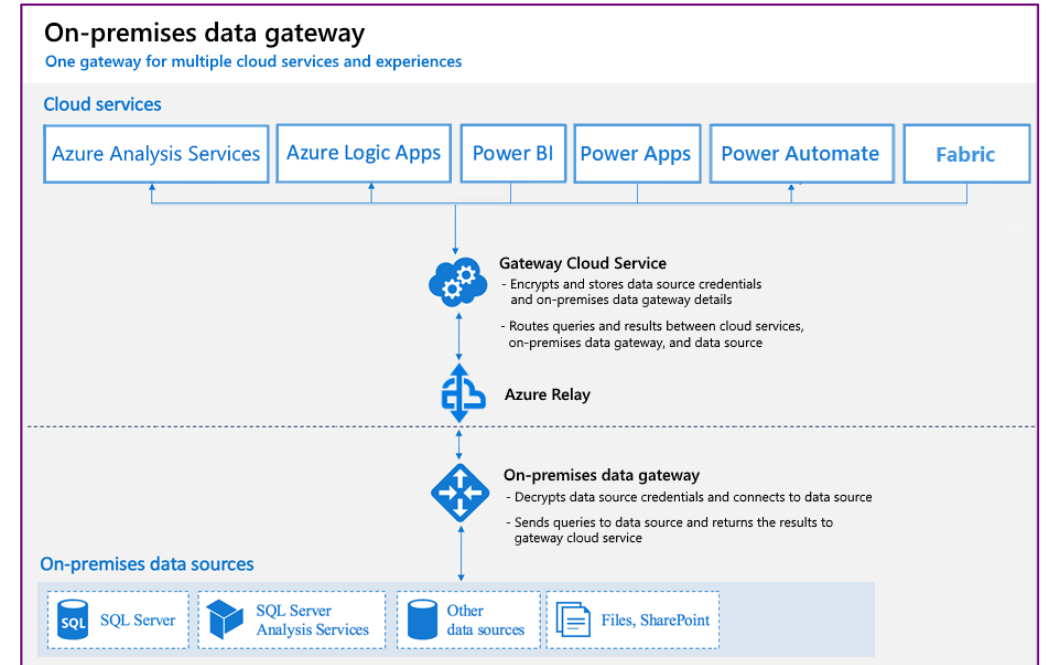 On-premises data gateway
One gateway for multiple cloud services and experiences
Cloud services
Azure Analysis Services
Azure Logic Apps
Power BI
Power Apps
Power Automate
Fabric
Gateway Cloud Service
- Encrypts and stores data source credentials
and on-premises data gateway details
- Routes queries and results between cloud services,
on-premises data gateway, and data source
Azure Relay
On-premises data gateway
- Decrypts data source credentials and connects to data source
- Sends queries to data source and returns the results to
gateway cloud service
On-premises data sources
SQL
SQL Server
SQL Server
Analysis Services
Other
data sources
Files, SharePoint